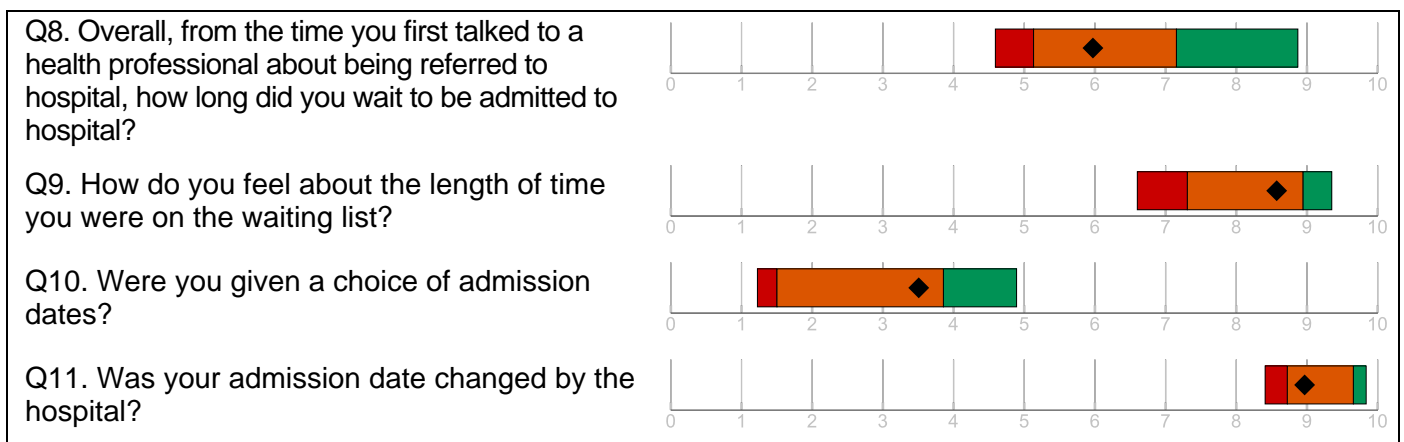 Q8. Overall, from the time you first talked to a
health professional about being referred to
hospital, how long did you wait to be admitted to
hospital?
0 1 2 3 4 5 6 7 8 9 10
Q9. How do you feel about the length of time
you were on the waiting list?
0 1 2 3 4 5 6 7 8 9 10
Q10. Were you given a choice of admission
dates?
0 1 2 3 4 5 6 7 8 9 10
Q11. Was your admission date changed by the
hospital?
0 1 2 3 4 5 6 7 8 9 10